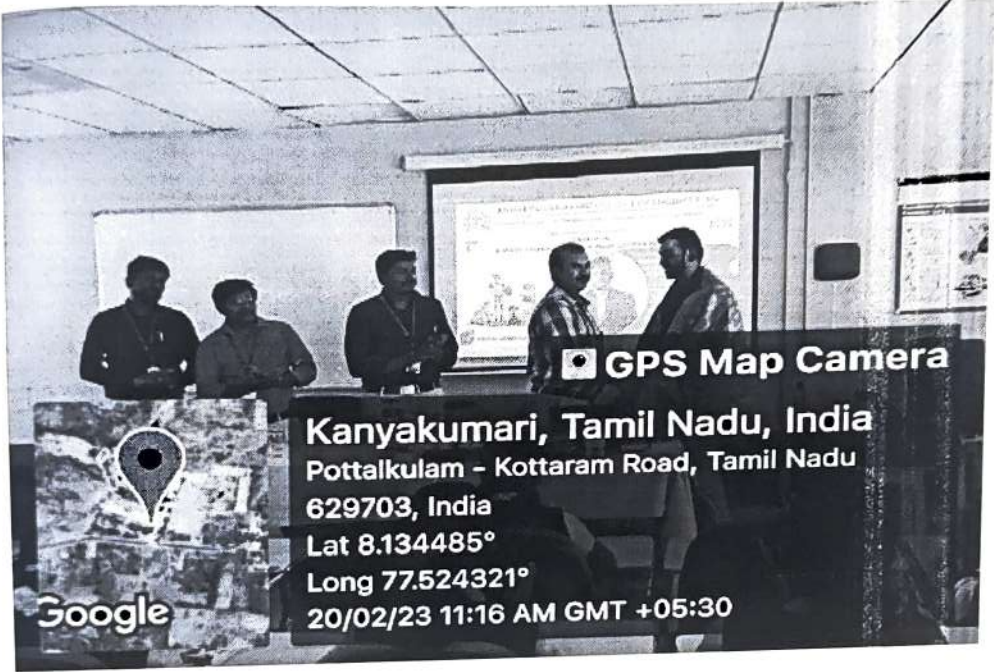 GPS Map Camera
Kanyakumari, Tamil Nadu, India
Pottalkulam – Kottaram Road, Tamil Nadu
629703, India
Lat 8.134485°
Long 77.524321°
20/02/23 11:16 AM GMT +05:30
Google